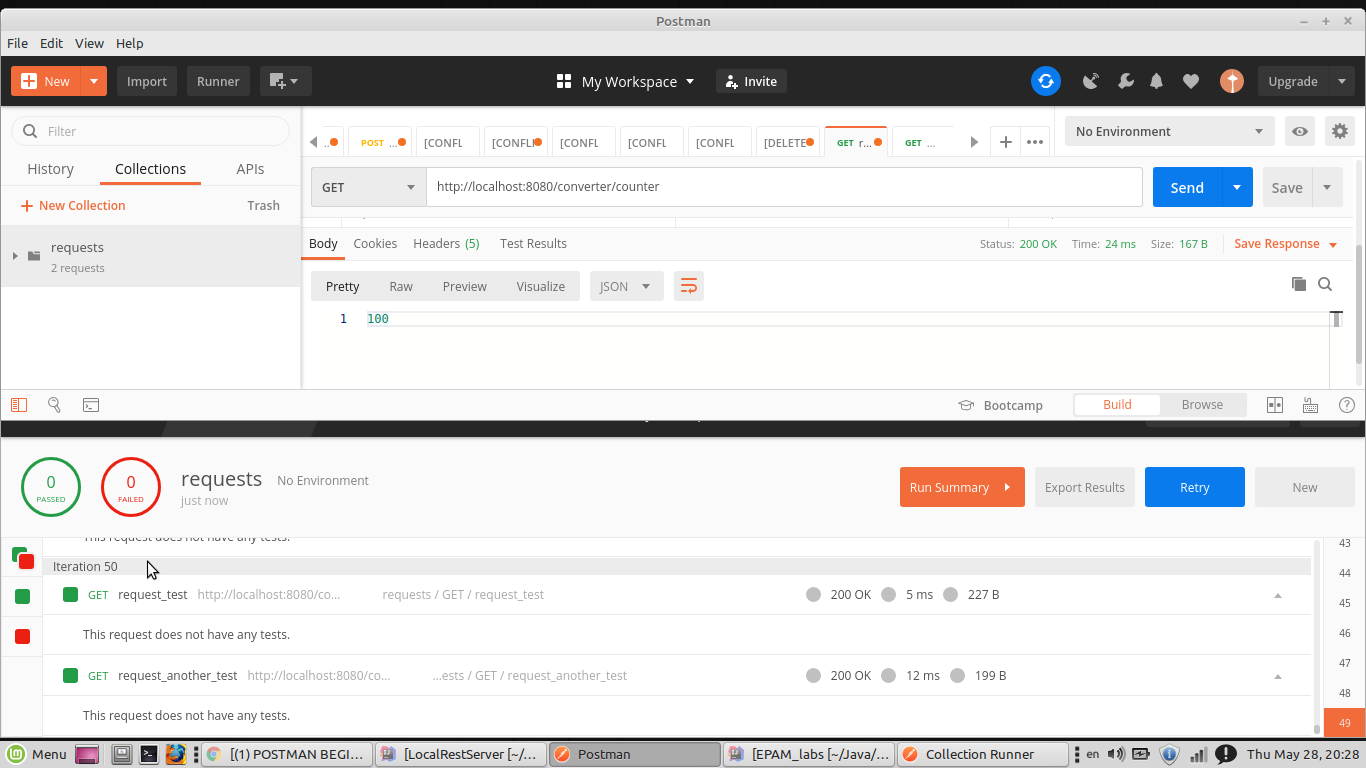 Postman
File Edit View Help
New Import Runner My Workspace Invite Upgrade
Filter
History Collections APIs
New Collection Trash
requests
2 requests
.. POST ... [CONFL [CONFLI [CONFL [CONFL [CONFL [DELETE GET r... GET ...
No Environment
GET http://localhost:8080/converter/counter Send Save
Body Cookies Headers (5) Test Results Status: 200 OK Time: 24 ms Size: 167 B Save Response
Pretty Raw Preview Visualize JSON
1 100
Bootcamp Build Browse
0 PASSED
0 FAILED
requests No Environment
just now
Run Summary Export Results Retry New
This request does not have any tests.
Iteration 50
GET request_test http://localhost:8080/co... requests / GET / request_test 200 OK 5 ms 227 B
This request does not have any tests.
GET request_another_test http://localhost:8080/co... ...ests / GET / request_another_test 200 OK 12 ms 199 B
This request does not have any tests.
43
44
45
46
47
48
49
Menu [(1) POSTMAN BEGI... [LocalRestServer [~/... Postman [EPAM_labs [~/Java/... Collection Runner en Thu May 28, 20:28